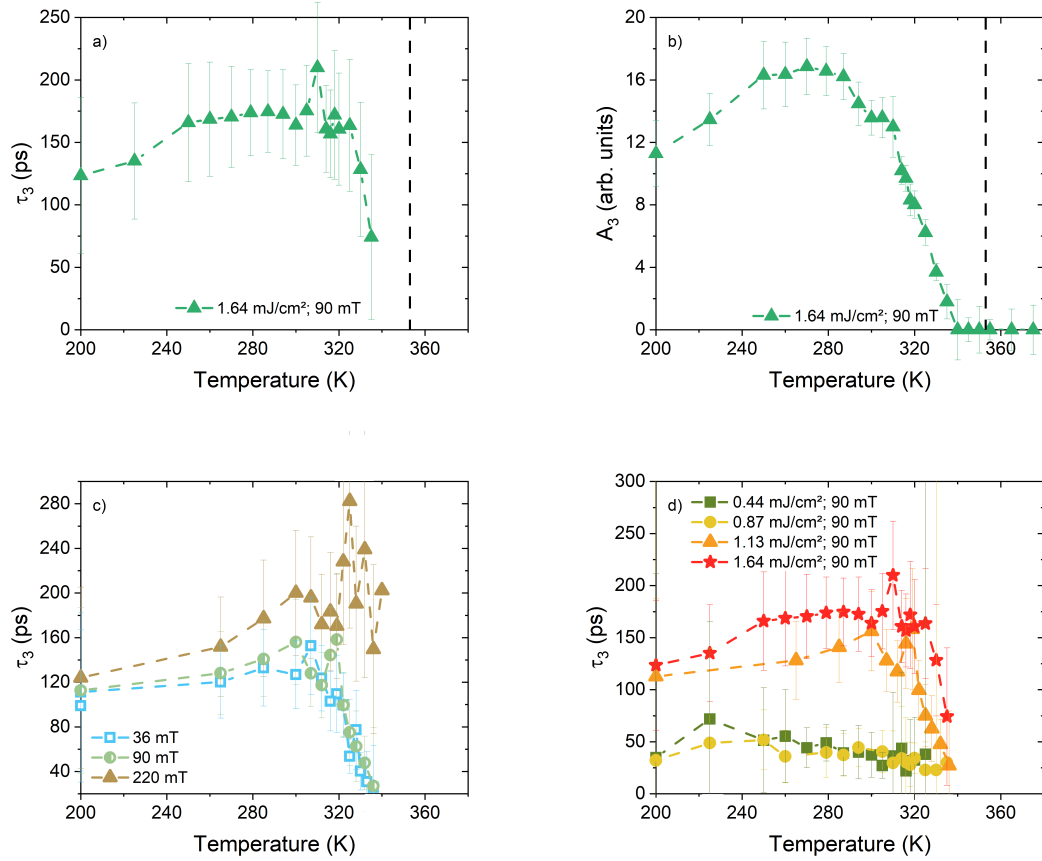 a)
250
200
150
100
50
0
τ₃ (ps)
1.64 mJ/cm²; 90 mT
200 240 280 320 360
Temperature (K)
b)
20
16
12
8
4
0
A₃ (arb. units)
1.64 mJ/cm²; 90 mT
200 240 280 320 360
Temperature (K)
c)
280
240
200
160
120
80
40
τ₃ (ps)
36 mT
90 mT
220 mT
200 240 280 320 360
Temperature (K)
d)
300
250
200
150
100
50
0
τ₃ (ps)
0.44 mJ/cm²; 90 mT
0.87 mJ/cm²; 90 mT
1.13 mJ/cm²; 90 mT
1.64 mJ/cm²; 90 mT
200 240 280 320 360
Temperature (K)